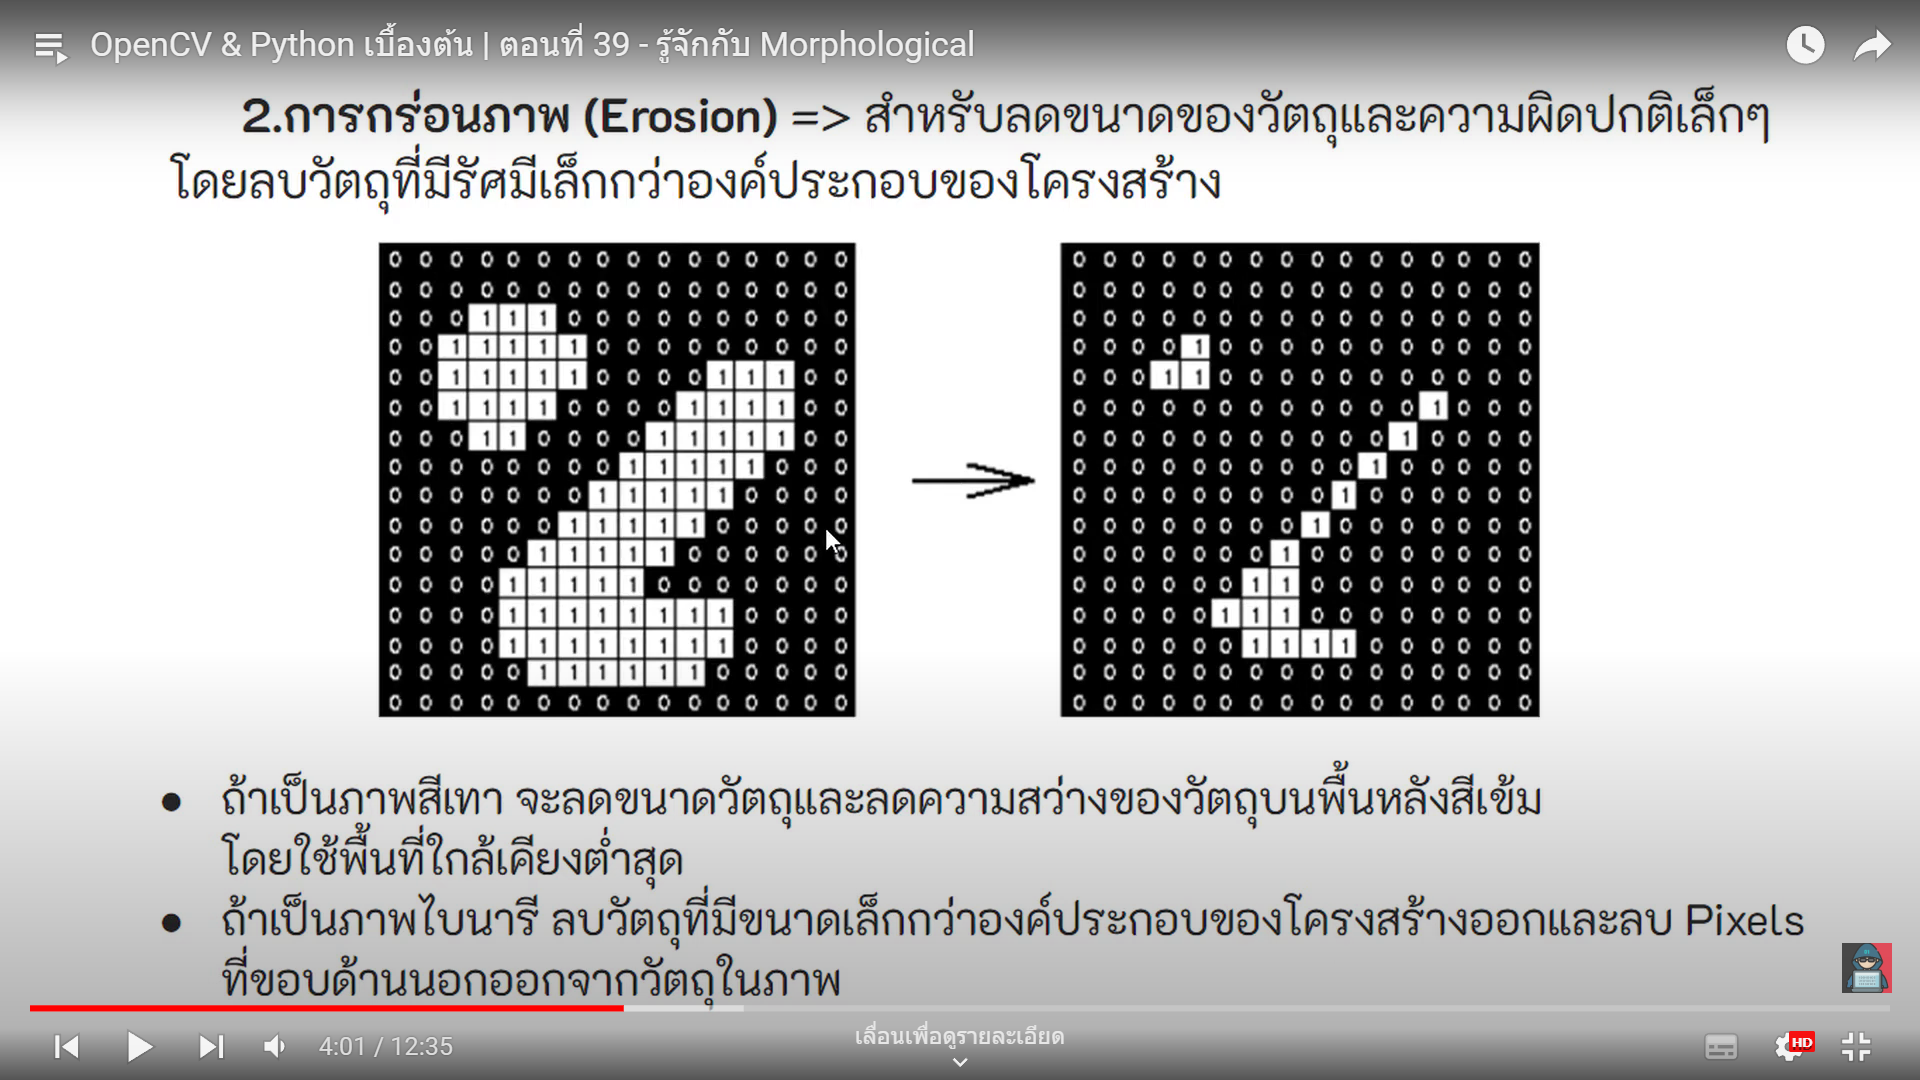 OpenCV & Python เบื้องต้น | ตอนที่ 39 - รู้จักกับ Morphological
2.การกร่อนภาพ (Erosion) => สำหรับลดขนาดของวัตถุและความผิดปกติเล็กๆ
โดยลบวัตถุที่มีรัศมีเล็กกว่าองค์ประกอบของโครงสร้าง
0 0 0 0 0 0 0 0 0 0 0 0 0 0 0 0
0 0 0 0 0 0 0 0 0 0 0 0 0 0 0 0
0 0 0 1 1 1 0 0 0 0 0 0 0 0 0 0
0 0 1 1 1 1 1 0 0 0 0 0 0 0 0 0
0 0 1 1 1 1 1 0 0 0 0 1 1 1 0 0
0 0 1 1 1 1 0 0 0 0 1 1 1 1 0 0
0 0 0 1 1 0 0 0 0 1 1 1 1 1 0 0
0 0 0 0 0 0 0 0 1 1 1 1 1 0 0 0
0 0 0 0 0 0 0 1 1 1 1 1 0 0 0 0
0 0 0 0 0 0 1 1 1 1 1 0 0 0 0 0
0 0 0 0 0 1 1 1 1 1 0 0 0 0 0 0
0 0 0 0 1 1 1 1 1 0 0 0 0 0 0 0
0 0 0 0 1 1 1 1 1 1 1 1 0 0 0 0
0 0 0 0 1 1 1 1 1 1 1 1 0 0 0 0
0 0 0 0 0 1 1 1 1 1 1 0 0 0 0 0
0 0 0 0 0 0 0 0 0 0 0 0 0 0 0 0
0 0 0 0 0 0 0 0 0 0 0 0 0 0 0 0
0 0 0 0 0 0 0 0 0 0 0 0 0 0 0 0
0 0 0 0 0 0 0 0 0 0 0 0 0 0 0 0
0 0 0 0 1 0 0 0 0 0 0 0 0 0 0 0
0 0 0 1 1 0 0 0 0 0 0 0 0 0 0 0
0 0 0 0 0 0 0 0 0 0 0 0 1 0 0 0
0 0 0 0 0 0 0 0 0 0 0 1 0 0 0 0
0 0 0 0 0 0 0 0 0 0 1 0 0 0 0 0
0 0 0 0 0 0 0 0 0 1 0 0 0 0 0 0
0 0 0 0 0 0 0 0 1 0 0 0 0 0 0 0
0 0 0 0 0 0 0 1 0 0 0 0 0 0 0 0
0 0 0 0 0 0 1 1 0 0 0 0 0 0 0 0
0 0 0 0 0 1 1 1 0 0 0 0 0 0 0 0
0 0 0 0 0 0 1 1 1 1 0 0 0 0 0 0
0 0 0 0 0 0 0 0 0 0 0 0 0 0 0 0
0 0 0 0 0 0 0 0 0 0 0 0 0 0 0 0
● ถ้าเป็นภาพสีเทา จะลดขนาดวัตถุและลดความสว่างของวัตถุบนพื้นหลังสีเข้ม
โดยใช้พื้นที่ใกล้เคียงต่ำสุด
● ถ้าเป็นภาพไบนารี ลบวัตถุที่มีขนาดเล็กกว่าองค์ประกอบของโครงสร้างออกและลบ Pixels
ที่ขอบด้านนอกออกจากวัตถุในภาพ
4:01 / 12:35
เลื่อนเพื่อดูรายละเอียด
HD